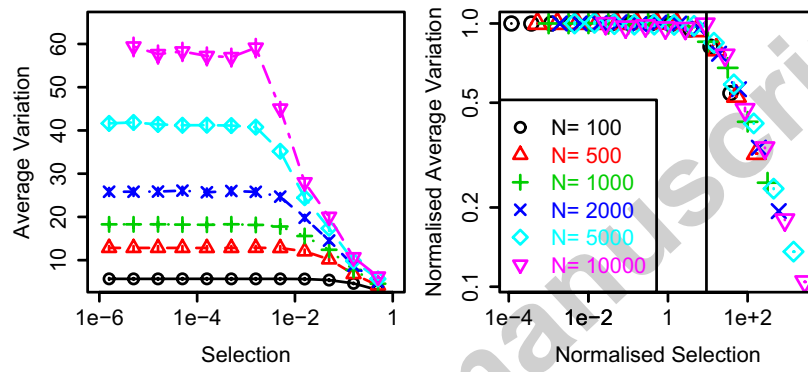 Average Variation
60
50
40
30
20
10
1e-6
1e-4
1e-2
1
Selection
Normalised Average Variation
1.0
0.5
0.2
0.1
N= 100
N= 500
N= 1000
N= 2000
N= 5000
N= 10000
1e-4
1e-2
1
1e+2
Normalised Selection